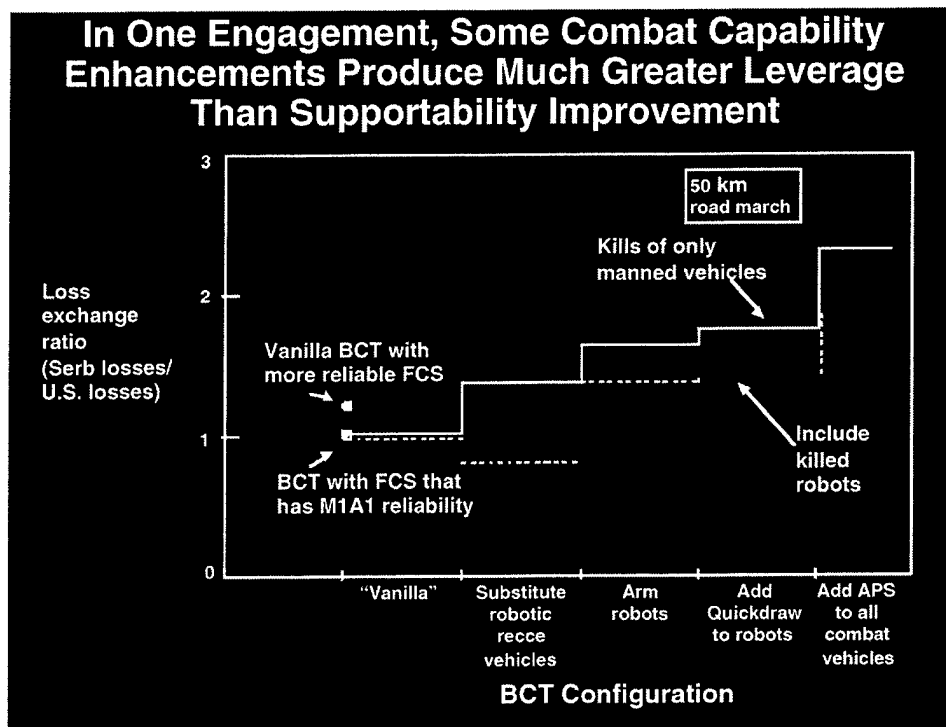 In One Engagement, Some Combat Capability
Enhancements Produce Much Greater Leverage
Than Supportability Improvement
3
50 km
road march
Kills of only
manned vehicles
Loss
exchange
ratio
(Serb losses/
U.S. losses)
2
Vanilla BCT with
more reliable FCS
1
BCT with FCS that
has M1A1 reliability
Include
killed
robots
0
"Vanilla"
Substitute
robotic
recce
vehicles
Arm
robots
Add
Quickdraw
to robots
Add APS
to all
combat
vehicles
BCT Configuration